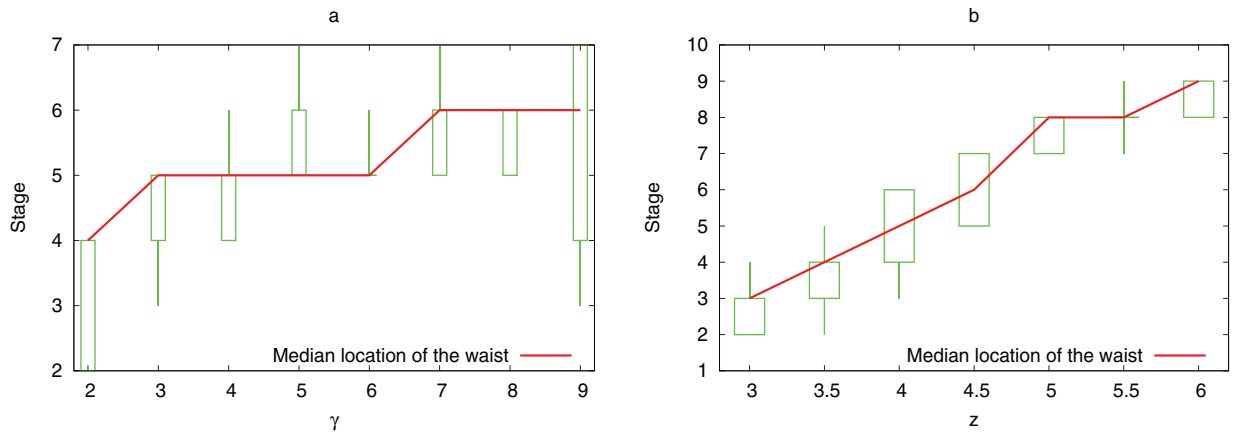 a
7
6
5
4
3
2
Stage
Median location of the waist
2 3 4 5 6 7 8 9
γ
b
10
9
8
7
6
5
4
3
2
1
Stage
Median location of the waist
3 3.5 4 4.5 5 5.5 6
z